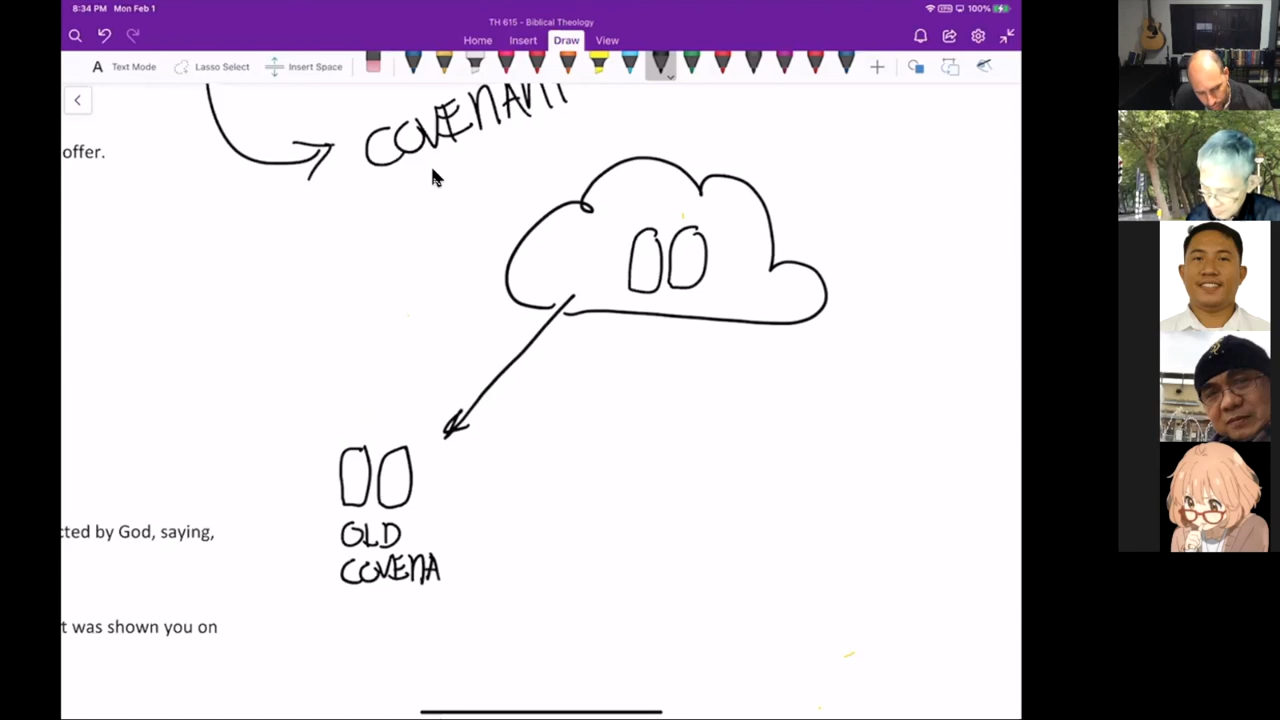 8:34 PM Mon Feb 1
100%
TH 615 - Biblical Theology
Home Insert Draw View
Text Mode Lasso Select Insert Space
COVENANT
offer.
OLD
COVENA
cted by God, saying,
t was shown you on